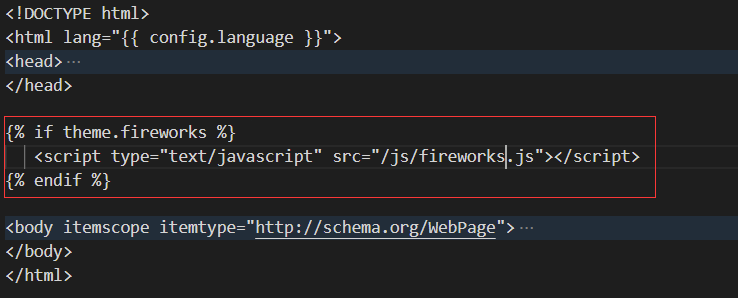 <!DOCTYPE html>
<html lang="{{ config.language }}">
<head>···
</head>
{% if theme.fireworks %}
<script type="text/javascript" src="/js/fireworks.js"></script>
{% endif %}
<body itemscope itemtype="http://schema.org/WebPage">···
</body>
</html>